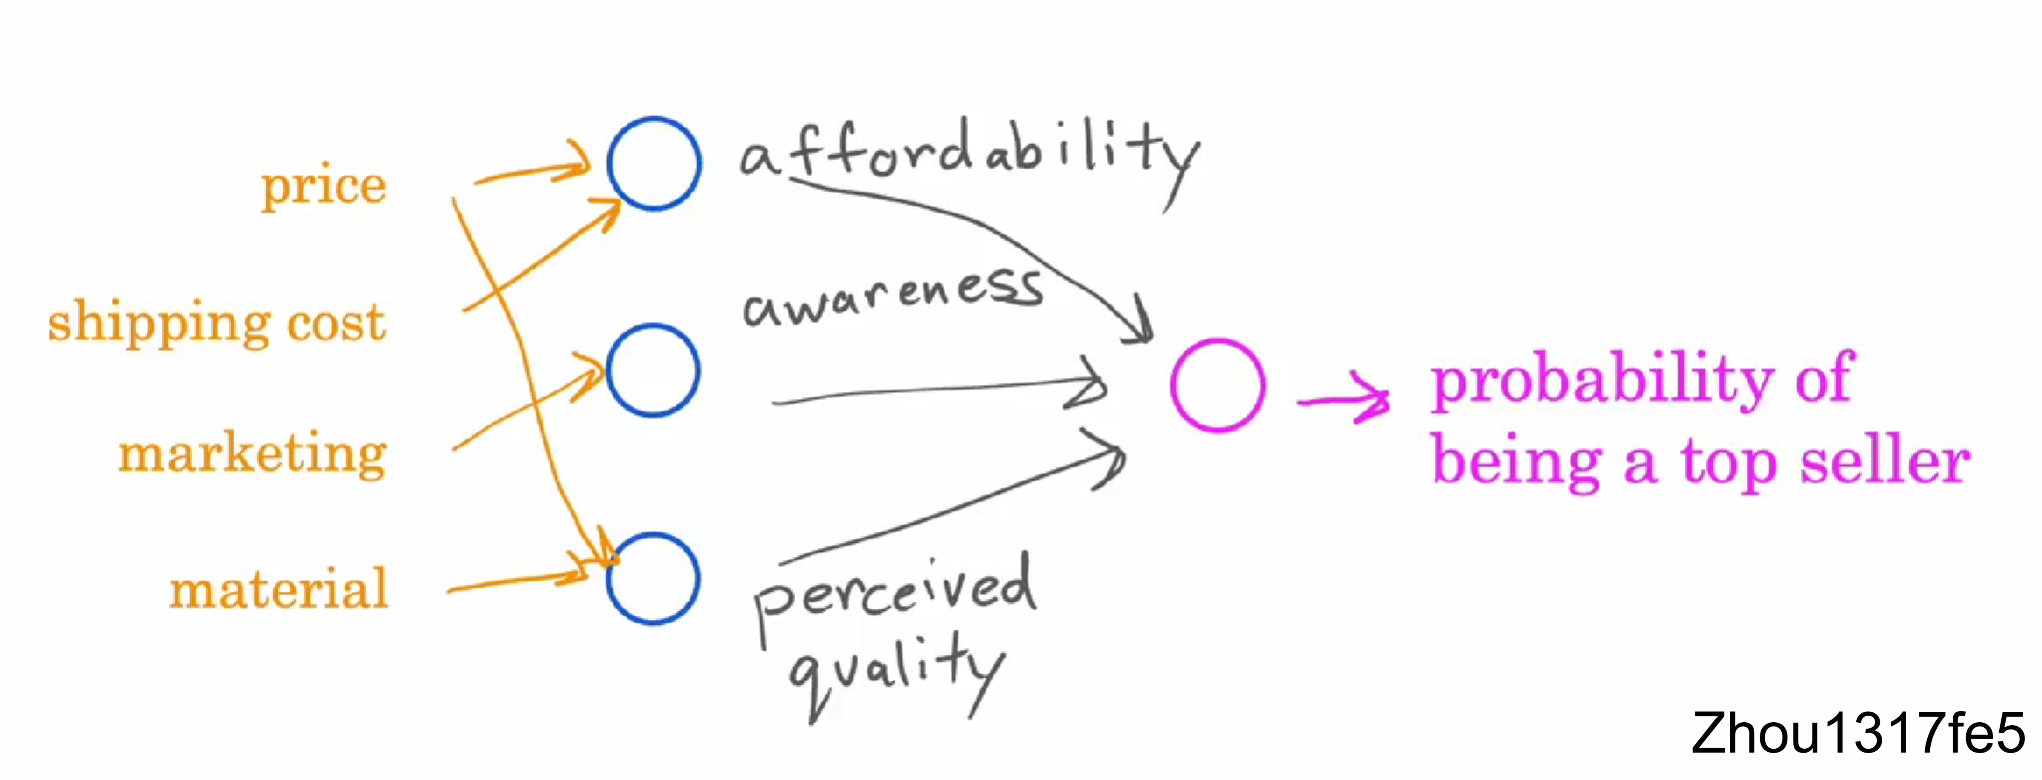 price
shipping cost
marketing
material
affordability
awareness
perceived
quality
probability of
being a top seller
Zhou1317fe5